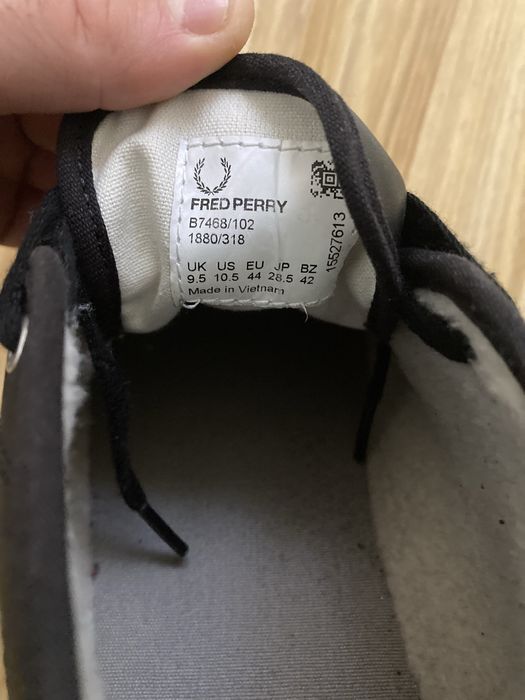 FRED PERRY
B7468/102
1880/318
15527613
UK US EU JP BZ
9.5 10.5 44 28.5 42
Made in Vietnam